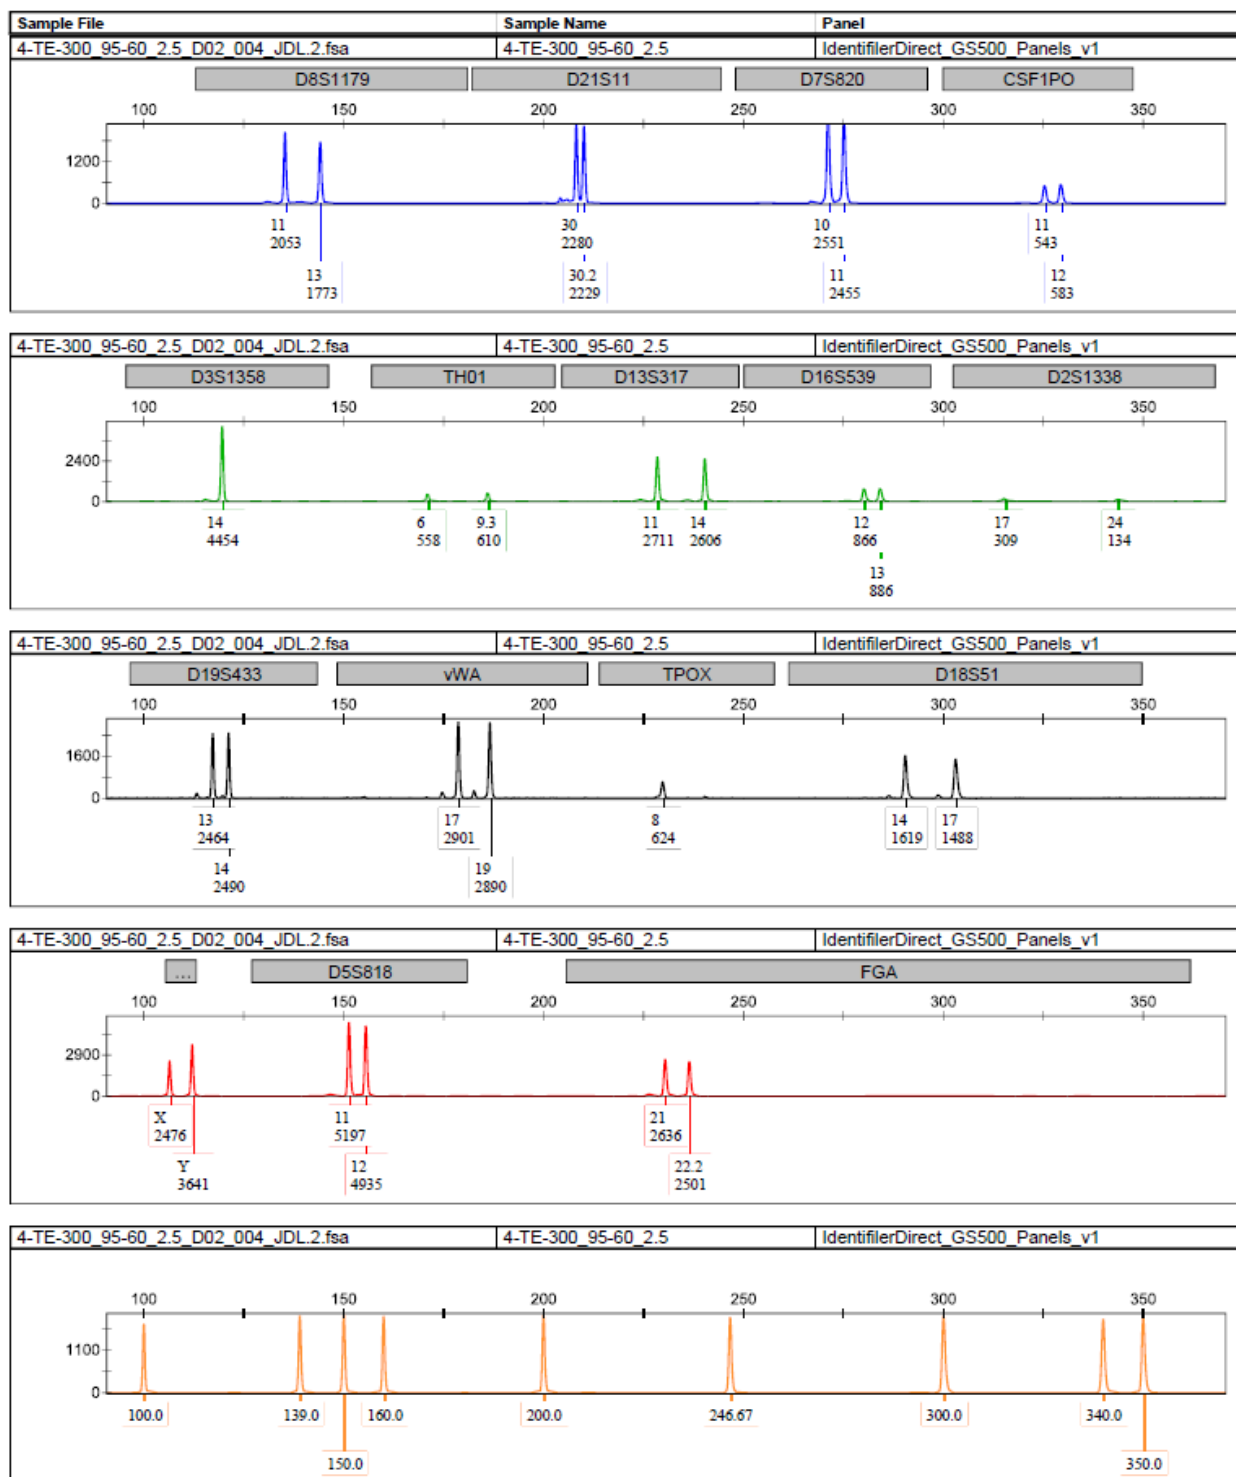 Sample File Sample Name Panel
4-TE-300_95-60_2.5_D02_004_JDL.2.fsa 4-TE-300_95-60_2.5 IdentifilerDirect_GS500_Panels_v1
D8S1179 D21S11 D7S820 CSF1PO
100 150 200 250 300 350
1200
0
11 30 10 11
2053 2280 2551 543
13 30.2 11 12
1773 2229 2455 583
4-TE-300_95-60_2.5_D02_004_JDL.2.fsa 4-TE-300_95-60_2.5 IdentifilerDirect_GS500_Panels_v1
D3S1358 TH01 D13S317 D16S539 D2S1338
100 150 200 250 300 350
2400
0
14 6 9.3 11 14 12 17 24
4454 558 610 2711 2606 866 309 134
13
886
4-TE-300_95-60_2.5_D02_004_JDL.2.fsa 4-TE-300_95-60_2.5 IdentifilerDirect_GS500_Panels_v1
D19S433 vWA TPOX D18S51
100 150 200 250 300 350
1600
0
13 17 8 14 17
2464 2901 624 1619 1488
14 19
2490 2890
4-TE-300_95-60_2.5_D02_004_JDL.2.fsa 4-TE-300_95-60_2.5 IdentifilerDirect_GS500_Panels_v1
... D5S818 FGA
100 150 200 250 300 350
2900
0
X 11 21
2476 5197 2636
Y 12 22.2
3641 4935 2501
4-TE-300_95-60_2.5_D02_004_JDL.2.fsa 4-TE-300_95-60_2.5 IdentifilerDirect_GS500_Panels_v1
100 150 200 250 300 350
1100
0
100.0 139.0 160.0 200.0 246.67 300.0 340.0
150.0 350.0